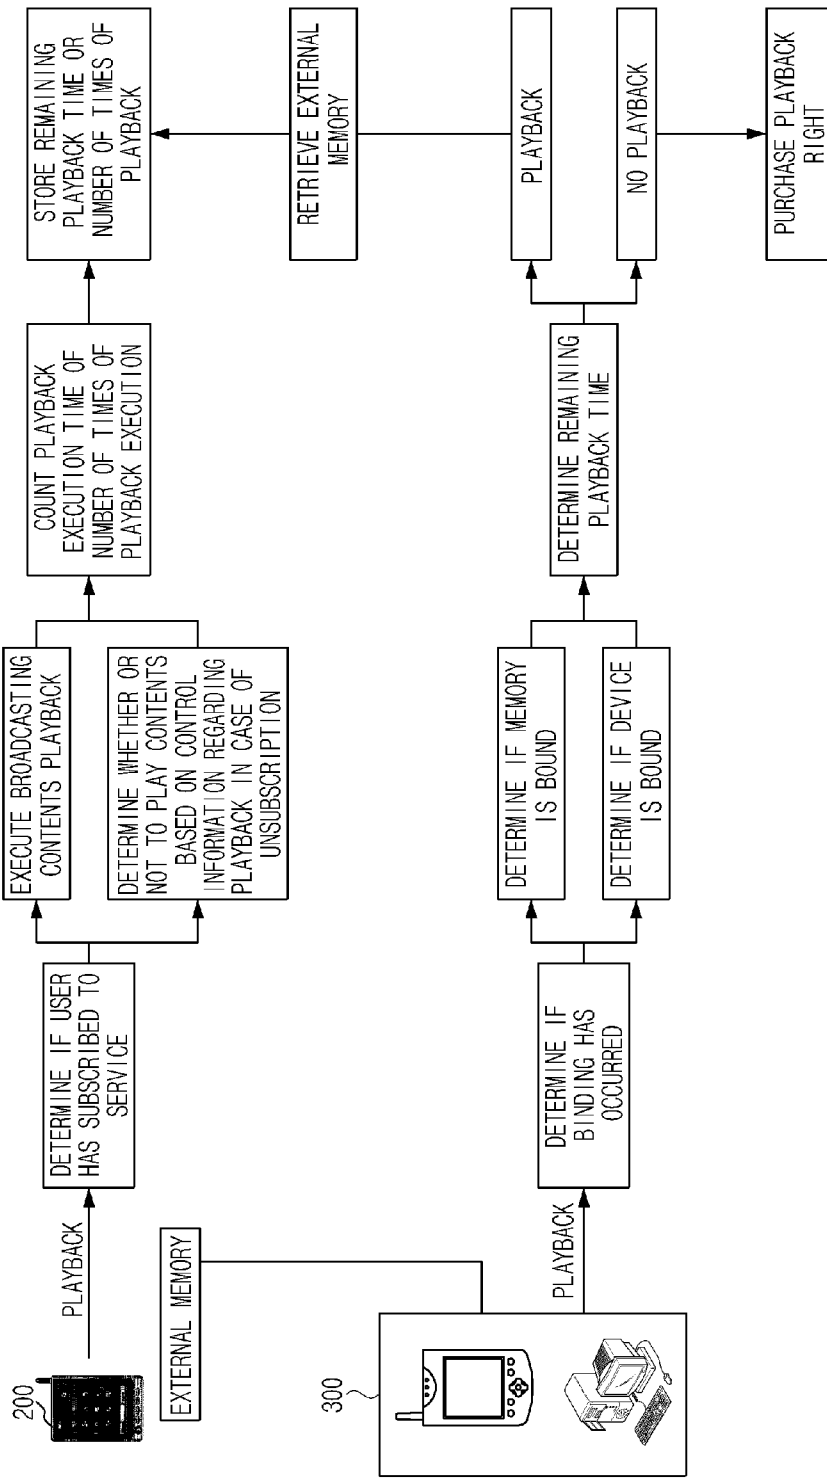 200
PLAYBACK
DETERMINE IF USER
HAS SUBSCRIBED TO
SERVICE
EXECUTE BROADCASTING
CONTENTS PLAYBACK
DETERMINE WHETHER OR
NOT TO PLAY CONTENTS
BASED ON CONTROL
INFORMATION REGARDING
PLAYBACK IN CASE OF
UNSUBSCRIPTION
COUNT PLAYBACK
EXECUTION TIME OF
NUMBER OF TIMES OF
PLAYBACK EXECUTION
STORE REMAINING
PLAYBACK TIME OR
NUMBER OF TIMES OF
PLAYBACK
EXTERNAL MEMORY
RETRIEVE EXTERNAL
MEMORY
300
PLAYBACK
DETERMINE IF
BINDING HAS
OCCURRED
DETERMINE IF MEMORY
IS BOUND
DETERMINE IF DEVICE
IS BOUND
DETERMINE REMAINING
PLAYBACK TIME
PLAYBACK
NO PLAYBACK
PURCHASE PLAYBACK
RIGHT